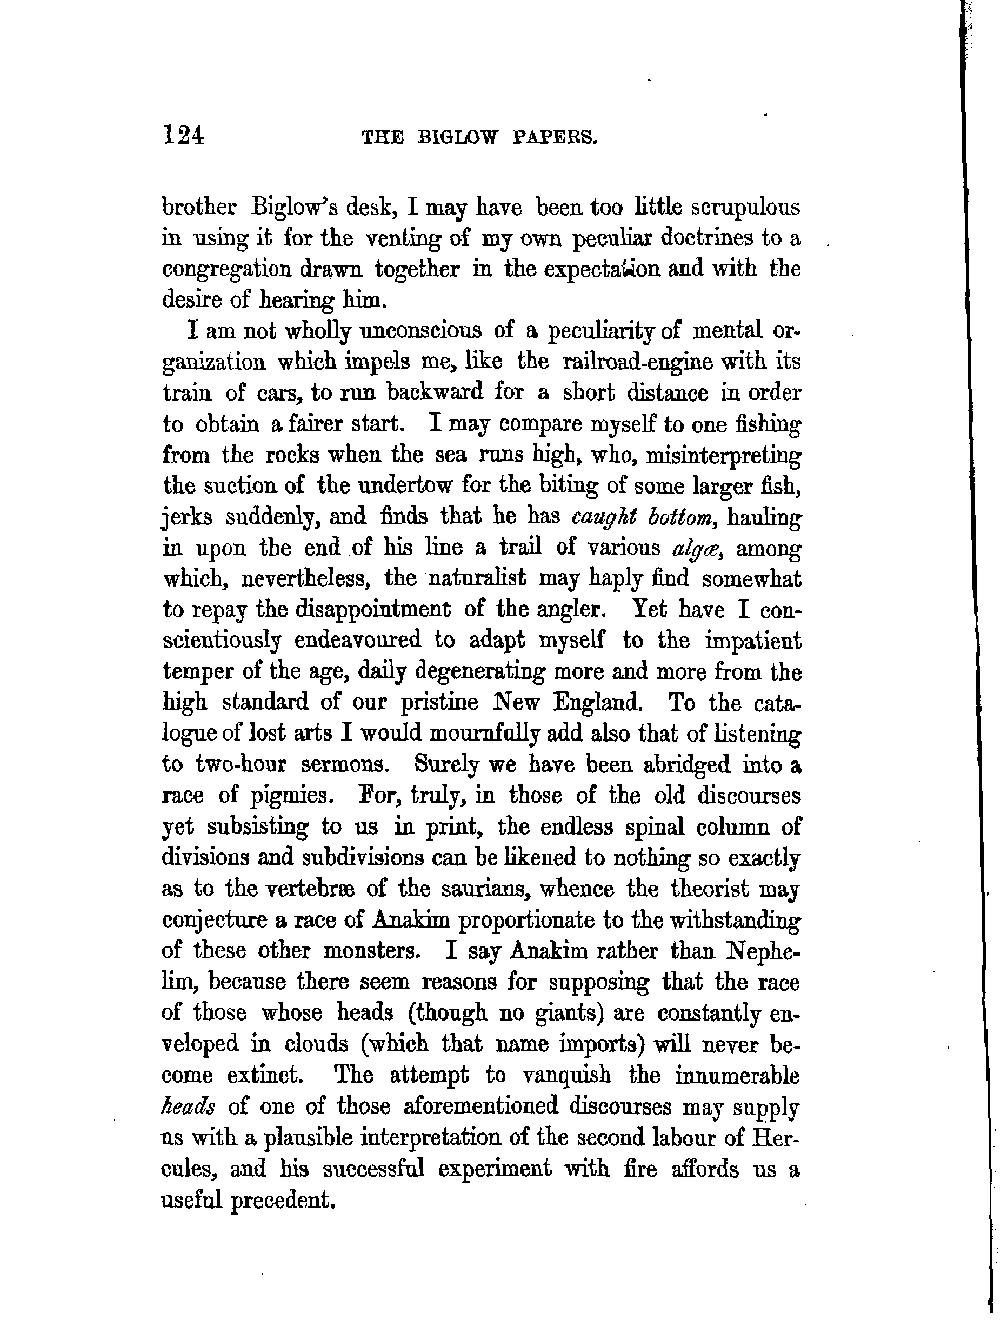 124 THE BIGLOW PAPERS.
brother Biglow's desk, I may have been too little scrupulous
in using it for the venting of my own peculiar doctrines to a
congregation drawn together in the expectation and with the
desire of hearing him.
I am not wholly unconscious of a peculiarity of mental or-
ganization which impels me, like the railroad-engine with its
train of cars, to run backward for a short distance in order
to obtain a fairer start. I may compare myself to one fishing
from the rocks when the sea runs high, who, misinterpreting
the suction of the undertow for the biting of some larger fish,
jerks suddenly, and finds that he has caught bottom, hauling
in upon the end of his line a trail of various algæ, among
which, nevertheless, the naturalist may haply find somewhat
to repay the disappointment of the angler. Yet have I con-
scientiously endeavoured to adapt myself to the impatient
temper of the age, daily degenerating more and more from the
high standard of our pristine New England. To the cata-
logue of lost arts I would mournfully add also that of listening
to two-hour sermons. Surely we have been abridged into a
race of pigmies. For, truly, in those of the old discourses
yet subsisting to us in print, the endless spinal column of
divisions and subdivisions can be likened to nothing so exactly
as to the vertebræ of the saurians, whence the theorist may
conjecture a race of Anakim proportionate to the withstanding
of these other monsters. I say Anakim rather than Nephe-
lim, because there seem reasons for supposing that the race
of those whose heads (though no giants) are constantly en-
veloped in clouds (which that name imports) will never be-
come extinct. The attempt to vanquish the innumerable
heads of one of those aforementioned discourses may supply
us with a plausible interpretation of the second labour of Her-
cules, and his successful experiment with fire affords us a
useful precedent.